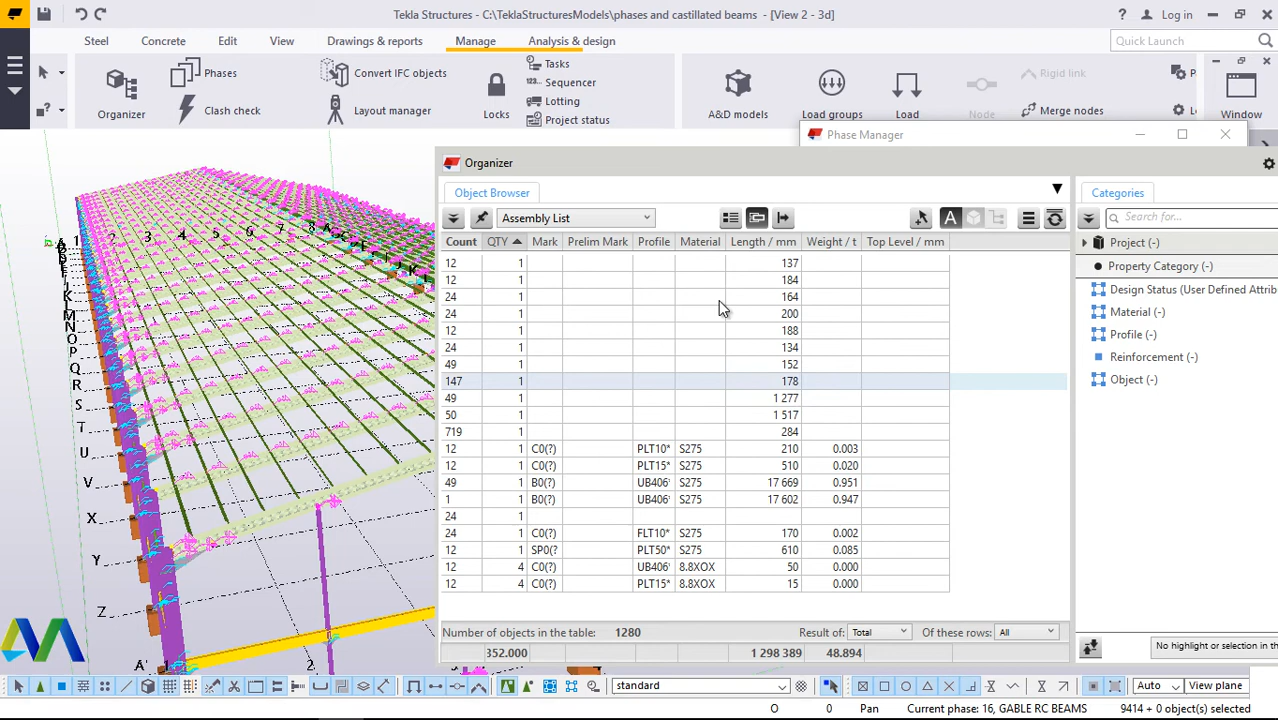 Tekla Structures - C:\TeklaStructuresModels\phases and castillated beams - [View 2 - 3d]
Log in
Steel Concrete Edit View Drawings & reports Manage Analysis & design
Quick Launch
Organizer
Phases
Clash check
Convert IFC objects
Layout manager
Locks
Tasks
Sequencer
Lotting
Project status
A&D models
Load groups
Load
Node
Rigid link
Merge nodes
Window
Phase Manager
Organizer
Object Browser
Categories
Assembly List
Search...
Count QTY Mark Prelim Mark Profile Material Length / mm Weight / t Top Level / mm
12 1 137
12 1 184
24 1 164
24 1 200
12 1 188
24 1 134
49 1 152
147 1 178
49 1 1 277
50 1 1 517
719 1 284
12 1 C0(?) PLT10* S275 210 0.003
12 1 C0(?) PLT15* S275 510 0.020
49 1 B0(?) UB406* S275 17 669 0.951
1 1 B0(?) UB406* S275 17 602 0.947
24 1
24 1 C0(?) FLT10* S275 170 0.002
12 1 SP0(? PLT50* S275 610 0.085
12 4 C0(?) UB406* 8.8XOX 50 0.000
12 4 C0(?) PLT15* 8.8XOX 15 0.000
Number of objects in the table: 1280
Result of: Total
Of these rows: All
352.000 1 298 389 48.894
Project (-)
Property Category (-)
Design Status (User Defined Attrib
Material (-)
Profile (-)
Reinforcement (-)
Object (-)
No highlight or selection in the
1 2 3 4 5 6 7 8
J
K
L
M
N
O
P
Q
R
S
T
U
V
X
Y
Z
A'
2
standard
Auto
View plane
O 0 Pan Current phase: 16, GABLE RC BEAMS 9414 + 0 object(s) selected